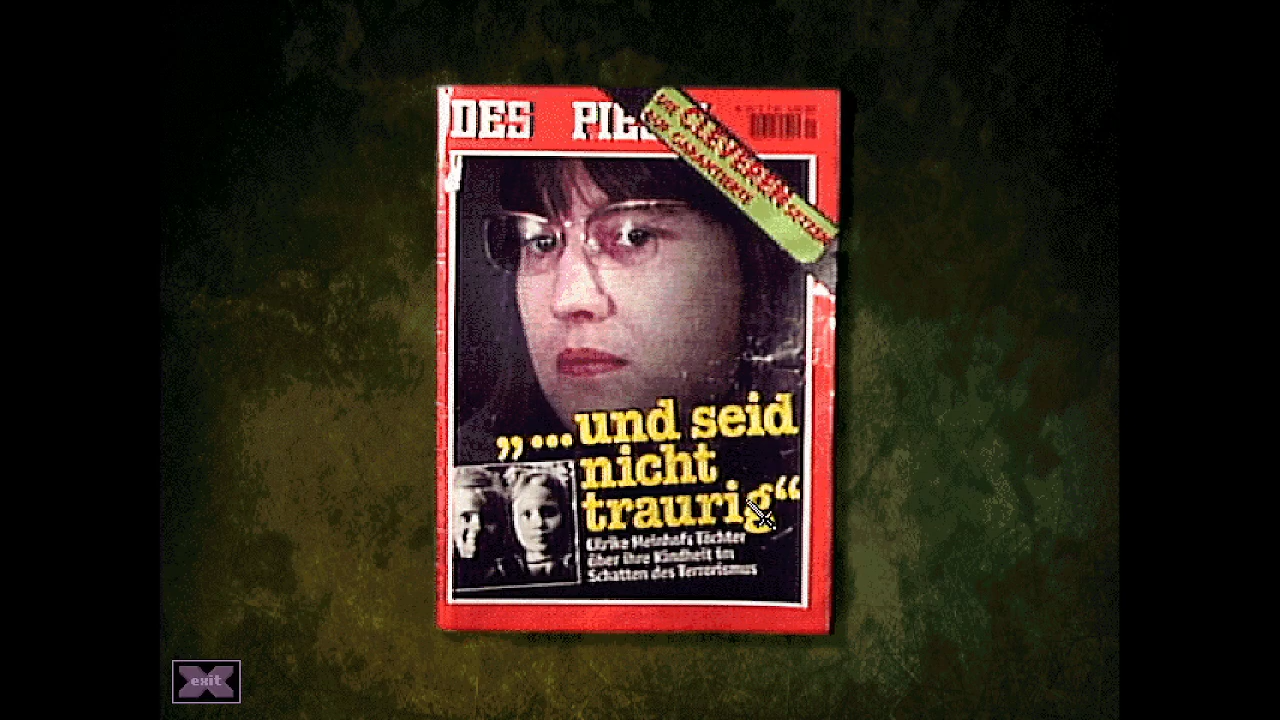 DES PIE
„...und seid
nicht
traurig“
Ulrike Meinhofs Töchter
über ihre Kindheit im
Schatten des Terrorismus
exit